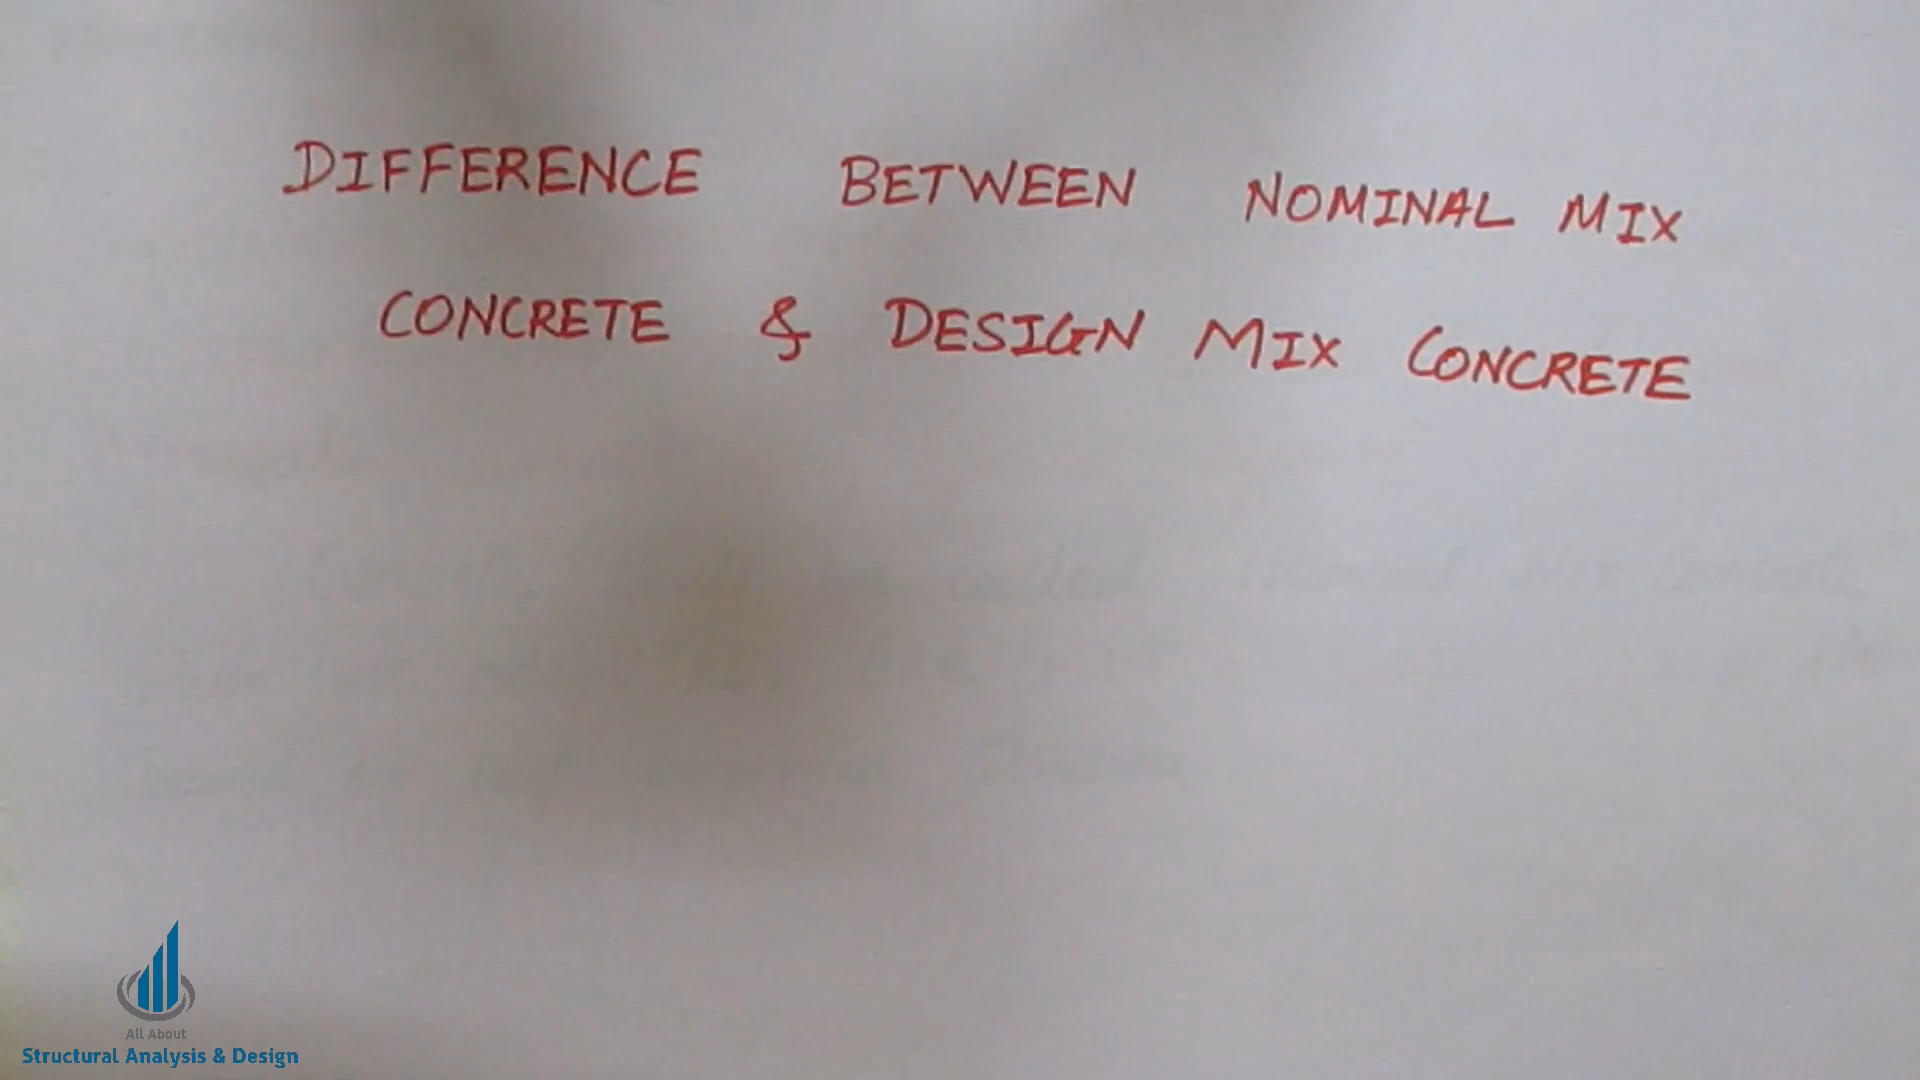 DIFFERENCE BETWEEN NOMINAL MIX
CONCRETE & DESIGN MIX CONCRETE
All About
Structural Analysis & Design